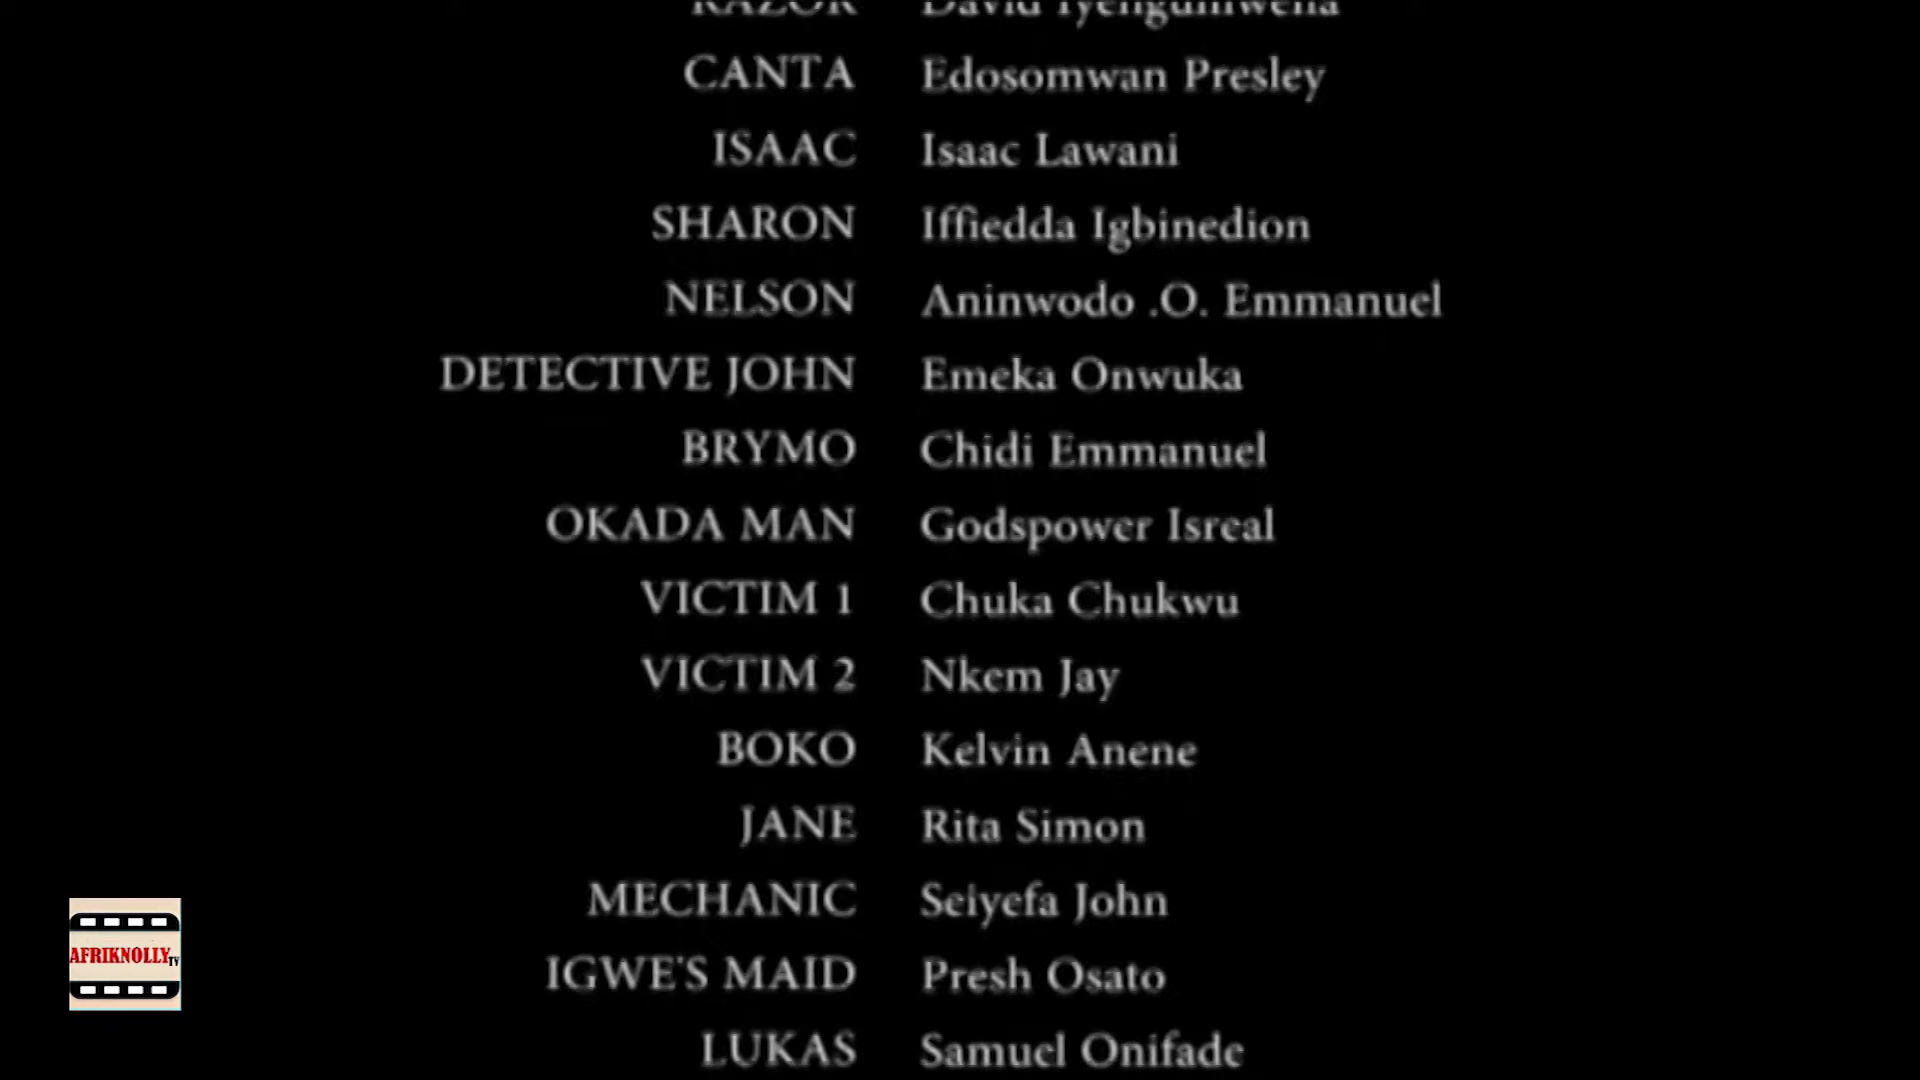 RAZOR David
CANTA Edosomwan Presley
ISAAC Isaac Lawani
SHARON Iffiedda Igbinedion
NELSON Aninwodo .O. Emmanuel
DETECTIVE JOHN Emeka Onwuka
BRYMO Chidi Emmanuel
OKADA MAN Godspower Isreal
VICTIM 1 Chuka Chukwu
VICTIM 2 Nkem Jay
BOKO Kelvin Anene
JANE Rita Simon
MECHANIC Seiyefa John
IGWE'S MAID Presh Osato
LUKAS Samuel Onifade
AFRIKNOLLY TV